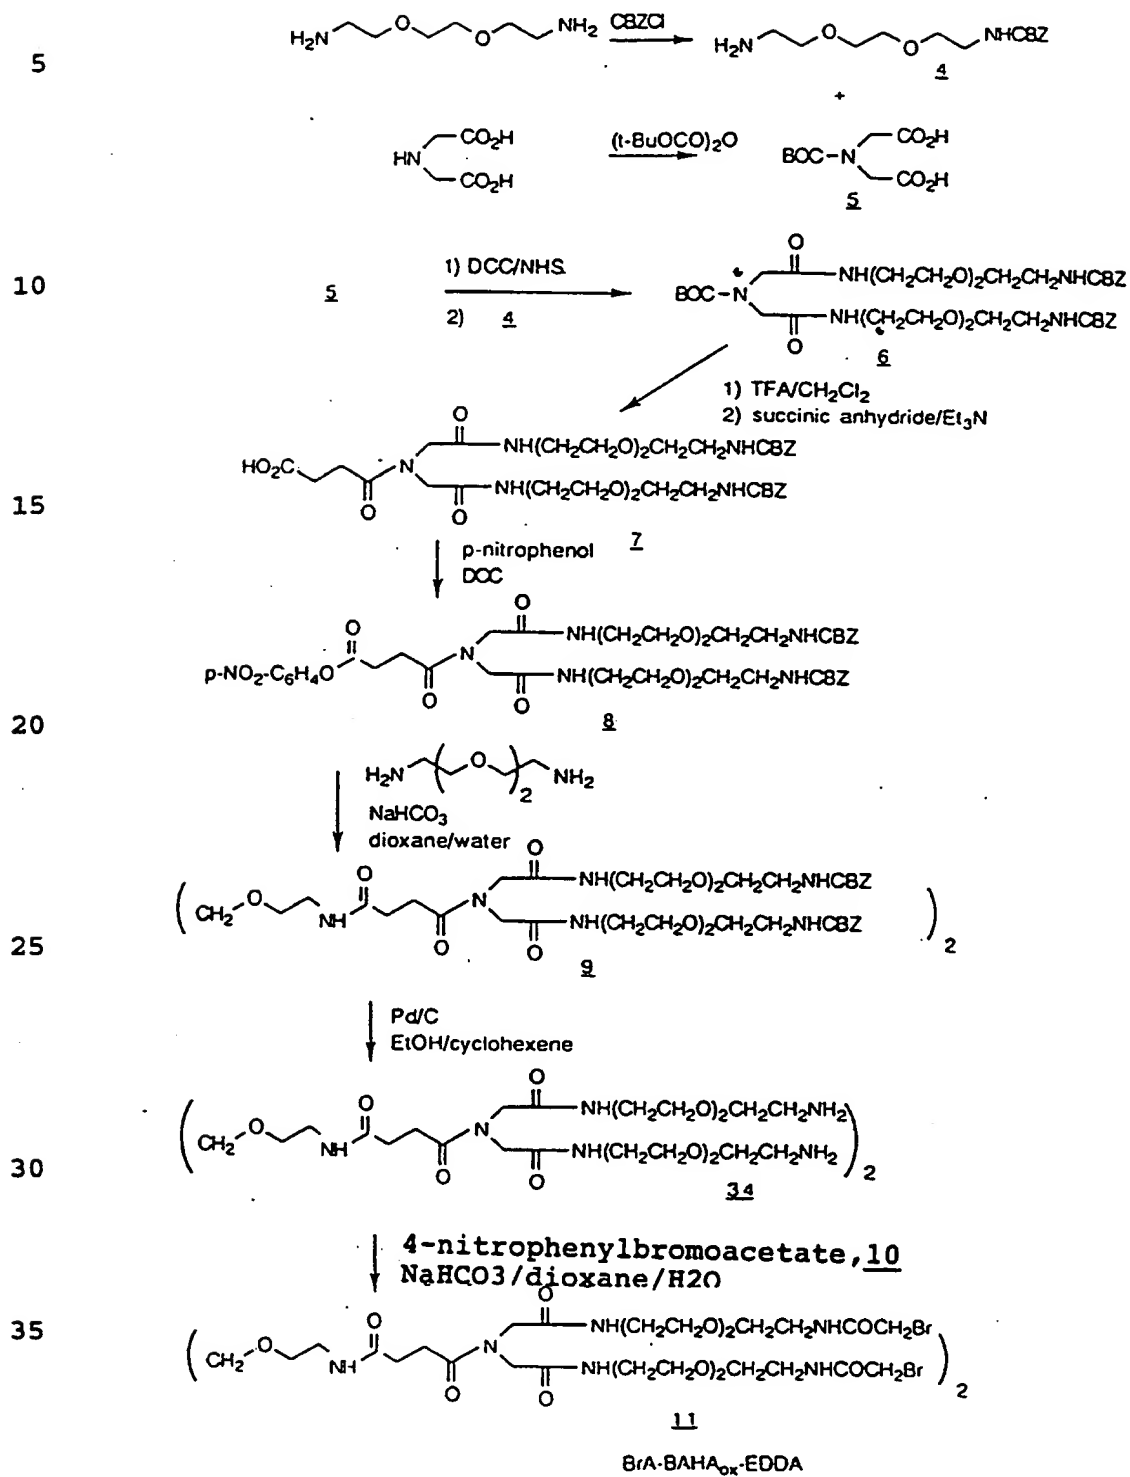 H₂N O O NH₂ CBZCl H₂N O O NHCBZ
5
4
+
CO₂H (t-BuOCO)₂O CO₂H
HN BOC-N
CO₂H CO₂H
5
O
1) DCC/NHS. NH(CH₂CH₂O)₂CH₂CH₂NHCBZ
10 5 BOC-N
2) 4 NH(CH₂CH₂O)₂CH₂CH₂NHCBZ
O
6
1) TFA/CH₂Cl₂
2) succinic anhydride/Et₃N
O
NH(CH₂CH₂O)₂CH₂CH₂NHCBZ
HO₂C N
NH(CH₂CH₂O)₂CH₂CH₂NHCBZ
15 O O
7
p-nitrophenol
DCC
O
O NH(CH₂CH₂O)₂CH₂CH₂NHCBZ
N
p-NO₂-C₆H₄O NH(CH₂CH₂O)₂CH₂CH₂NHCBZ
O O
20 8
H₂N ( O )₂ NH₂
NaHCO₃
dioxane/water
O
O NH(CH₂CH₂O)₂CH₂CH₂NHCBZ
( CH₂ O NH N )₂
NH(CH₂CH₂O)₂CH₂CH₂NHCBZ
25 O O
9
Pd/C
EtOH/cyclohexene
O
O NH(CH₂CH₂O)₂CH₂CH₂NH₂
( CH₂ O NH N )₂
NH(CH₂CH₂O)₂CH₂CH₂NH₂
30 O O
34
4-nitrophenylbromoacetate,10
NaHCO3/dioxane/H2O
O
35 O NH(CH₂CH₂O)₂CH₂CH₂NHCOCH₂Br
( CH₂ O NH N )₂
NH(CH₂CH₂O)₂CH₂CH₂NHCOCH₂Br
O O
11
BrA-BAHAₒₓ-EDDA